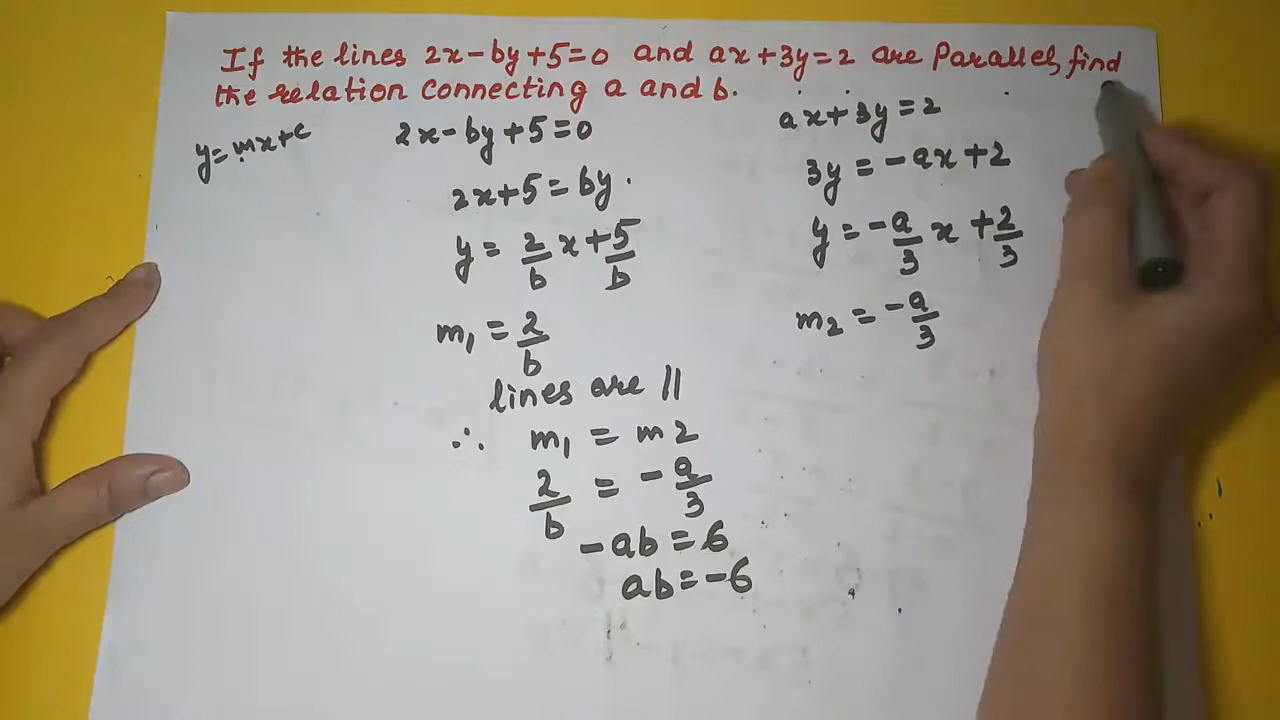 If the lines 2x-by+5=0 and ax+3y=2 are Parallel, find
the relation connecting a and b.
y=mx+c
2x-by+5=0
2x+5=by.
y = 2/b x + 5/b
m₁ = 2/b
ax+3y=2
3y = -ax+2
y = -a/3 x + 2/3
m2 = -a/3
lines are ||
∴ m₁ = m2
2/b = -a/3
-ab = 6
ab = -6